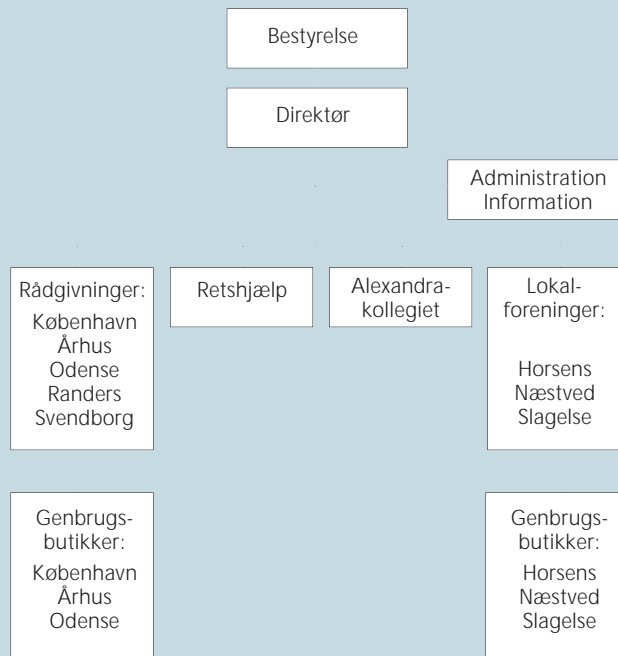 Bestyrelse
Direktør
Administration
Information
Rådgivninger:
København
Århus
Odense
Randers
Svendborg
Retshjælp
Alexandra-
kollegiet
Lokal-
foreninger:
Horsens
Næstved
Slagelse
Genbrugs-
butikker:
København
Århus
Odense
Genbrugs-
butikker:
Horsens
Næstved
Slagelse